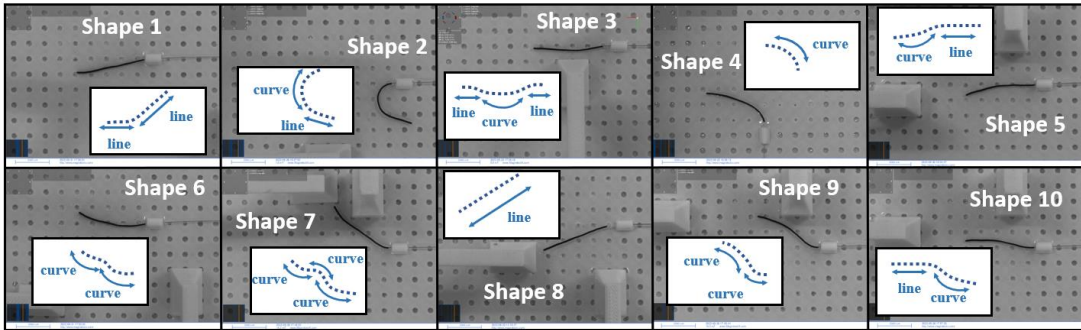 Shape 1
line
line
Shape 2
curve
line
Shape 3
line
line
curve
Shape 4
curve
curve
line
Shape 5
Shape 6
curve
curve
Shape 7
curve
curve
curve
line
Shape 8
Shape 9
curve
curve
Shape 10
line
curve